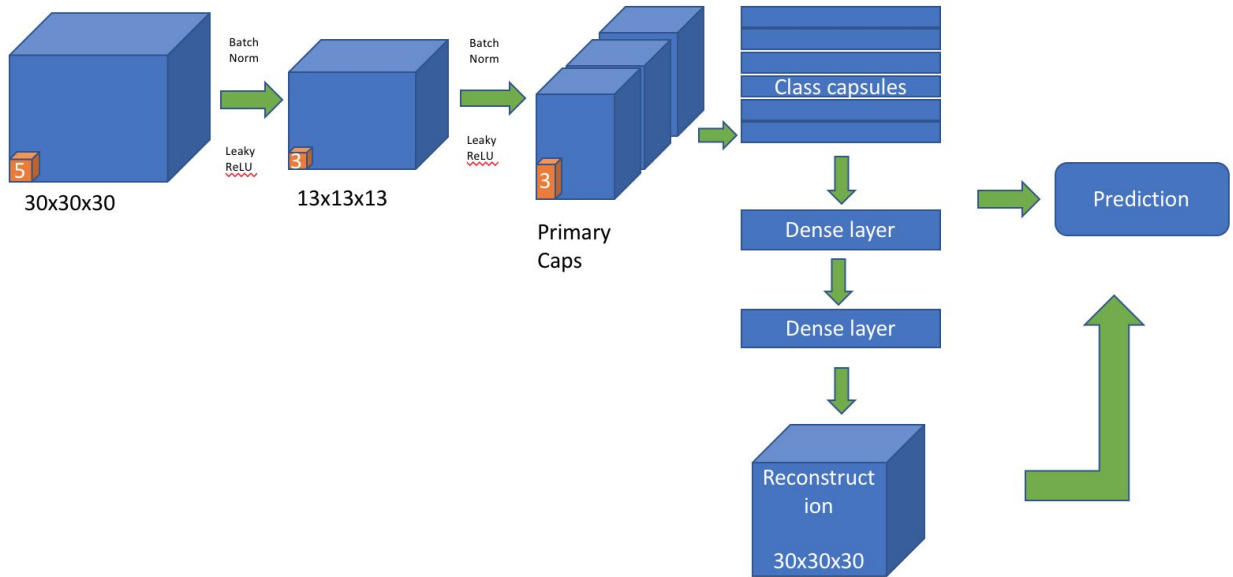 Batch
Norm
Leaky
ReLU
5
30x30x30
Batch
Norm
Leaky
ReLU
3
13x13x13
3
Primary
Caps
Class capsules
Dense layer
Dense layer
Reconstruct
ion
30x30x30
Prediction